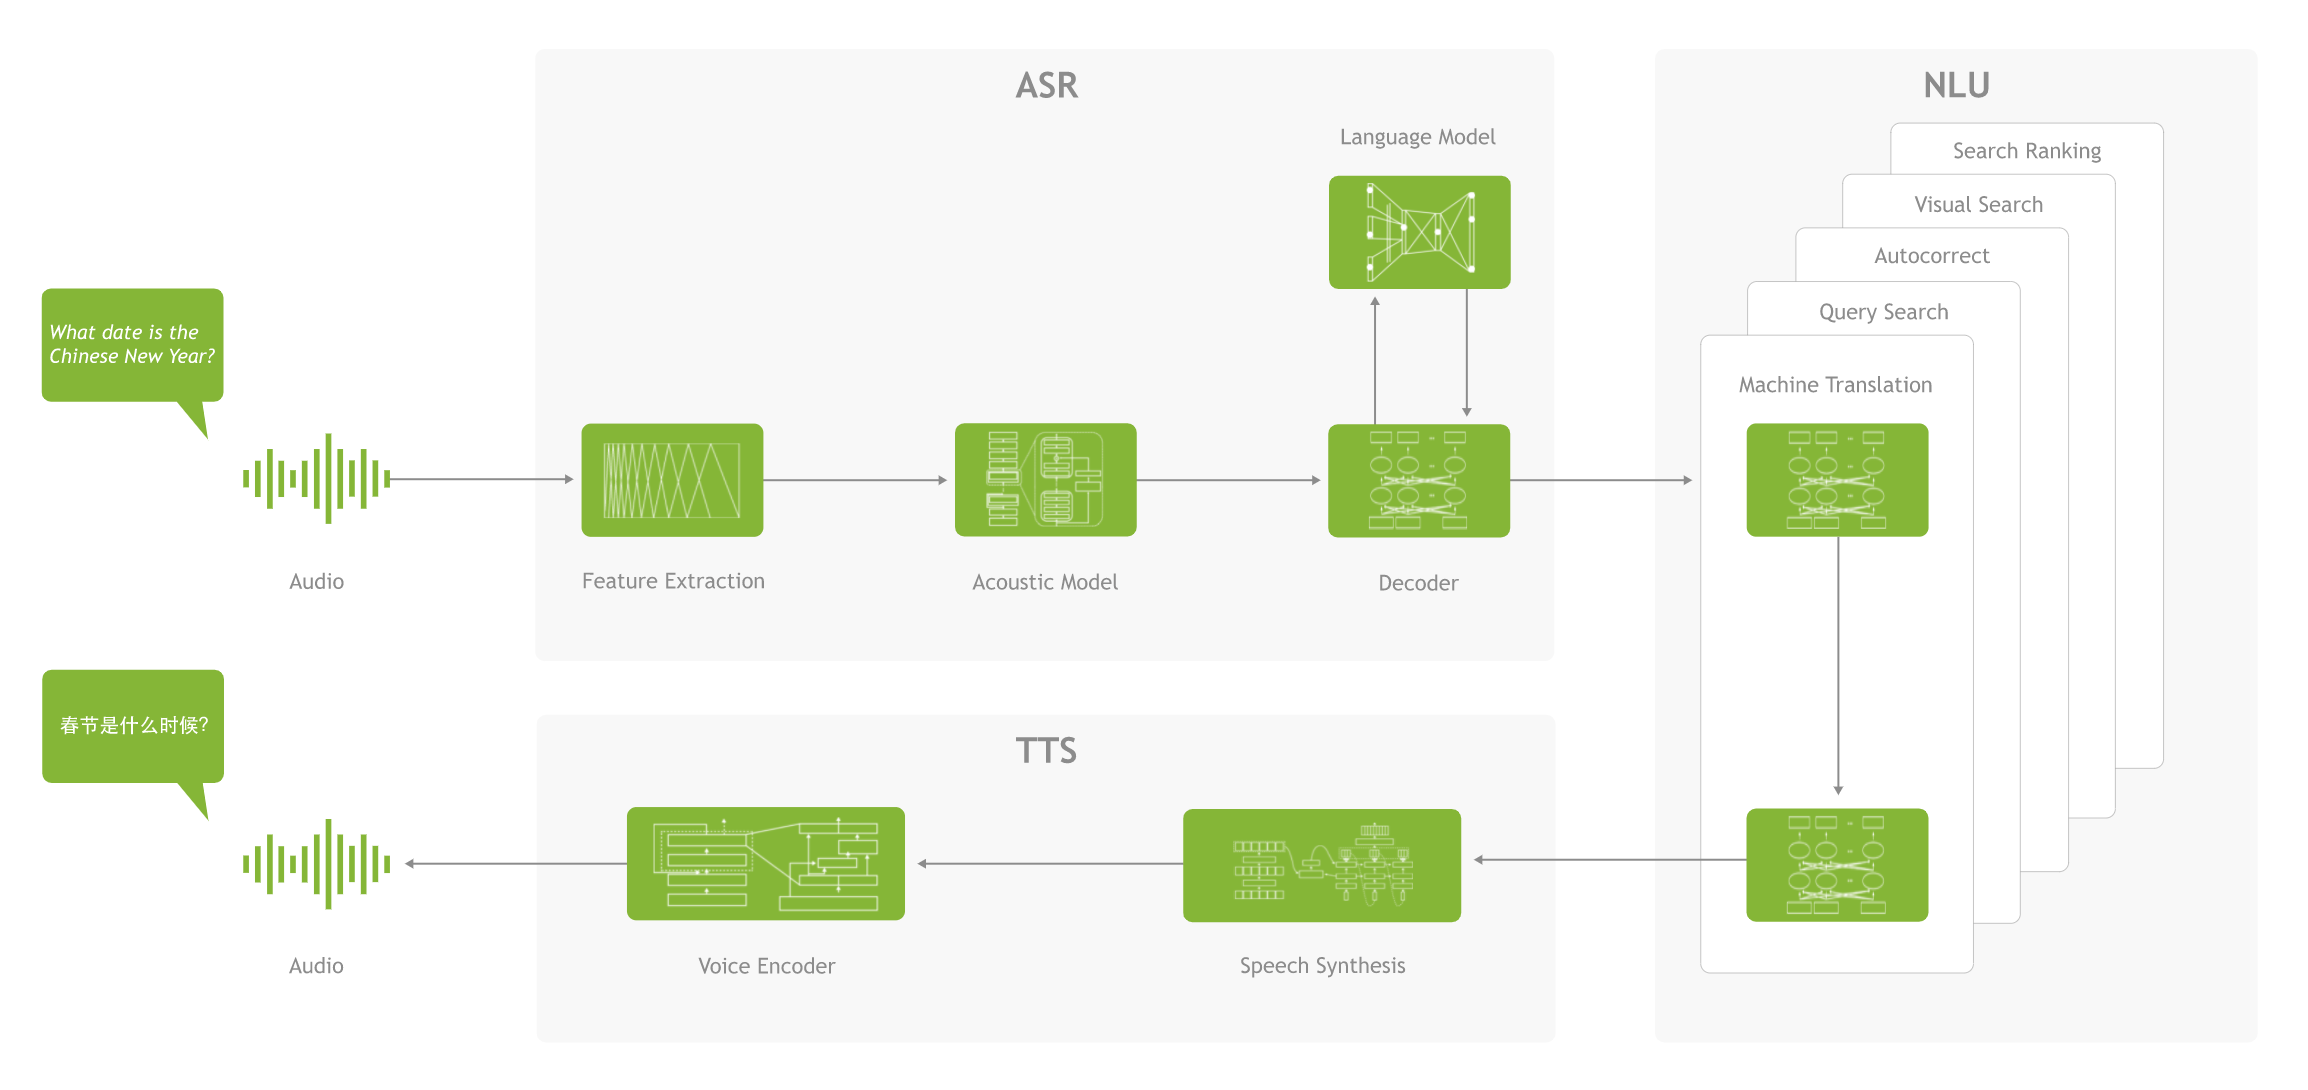 ASR
Language Model
What date is the
Chinese New Year?
Audio
Feature Extraction
Acoustic Model
Decoder
NLU
Search Ranking
Visual Search
Autocorrect
Query Search
Machine Translation
TTS
春节是什么时候?
Audio
Voice Encoder
Speech Synthesis